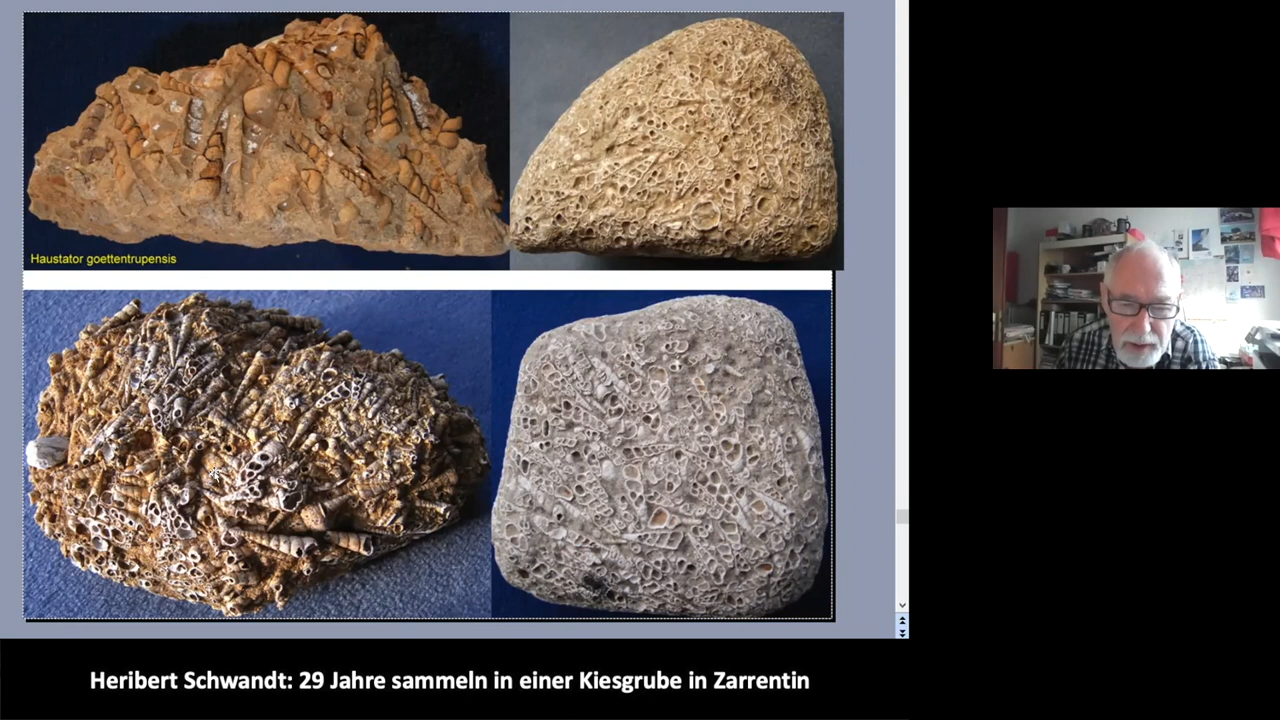 Haustator goettentrupensis
Heribert Schwandt: 29 Jahre sammeln in einer Kiesgrube in Zarrentin